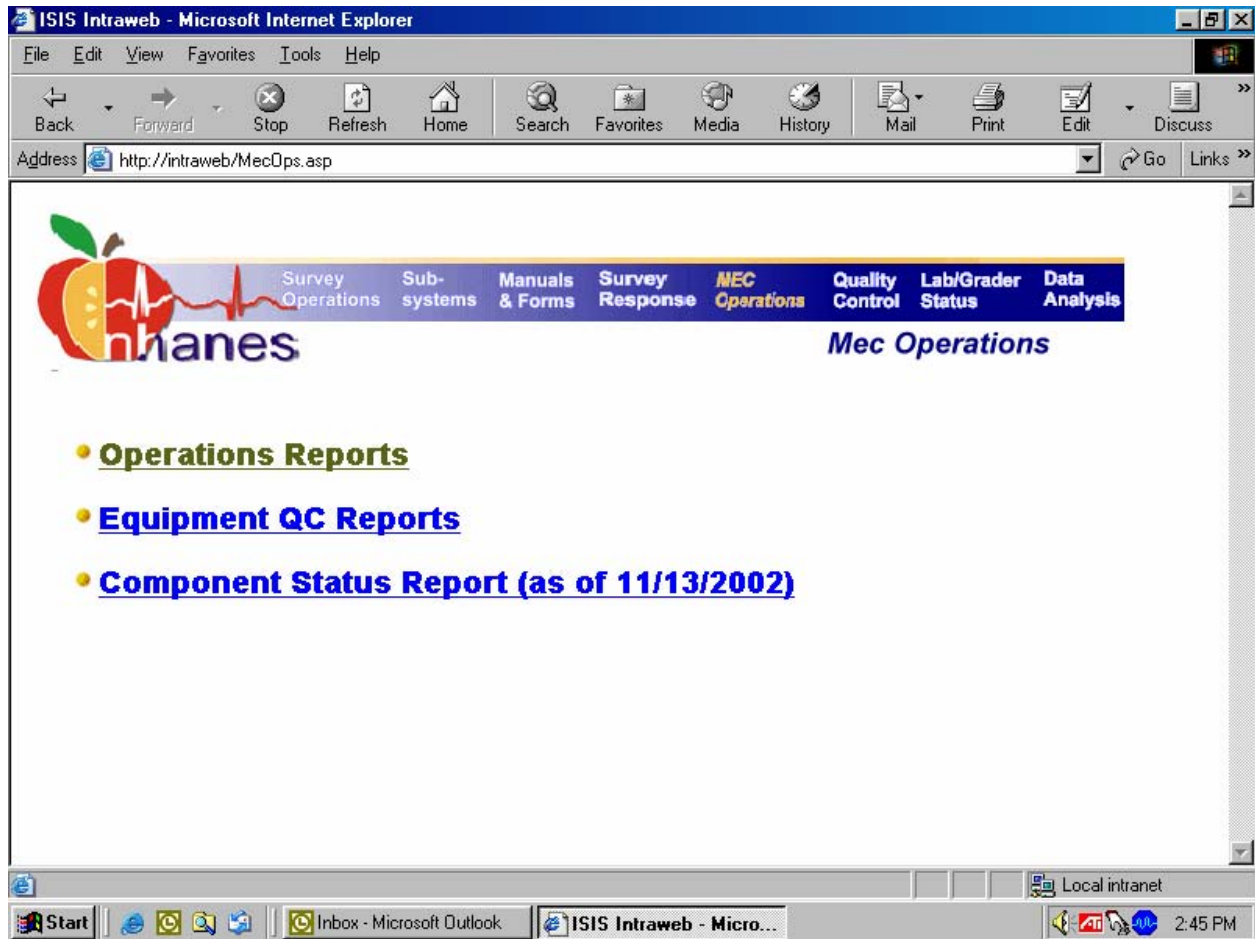 ISIS Intraweb - Microsoft Internet Explorer
File Edit View Favorites Tools Help
Back Forward Stop Refresh Home Search Favorites Media History Mail Print Edit Discuss »
Address http://intraweb/MecOps.asp Go Links »
Survey Operations
Sub-systems
Manuals & Forms
Survey Response
MEC Operations
Quality Control
Lab/Grader Status
Data Analysis
nhanes
Mec Operations
Operations Reports
Equipment QC Reports
Component Status Report (as of 11/13/2002)
Local intranet
Start Inbox - Microsoft Outlook ISIS Intraweb - Micro... ATI 2:45 PM